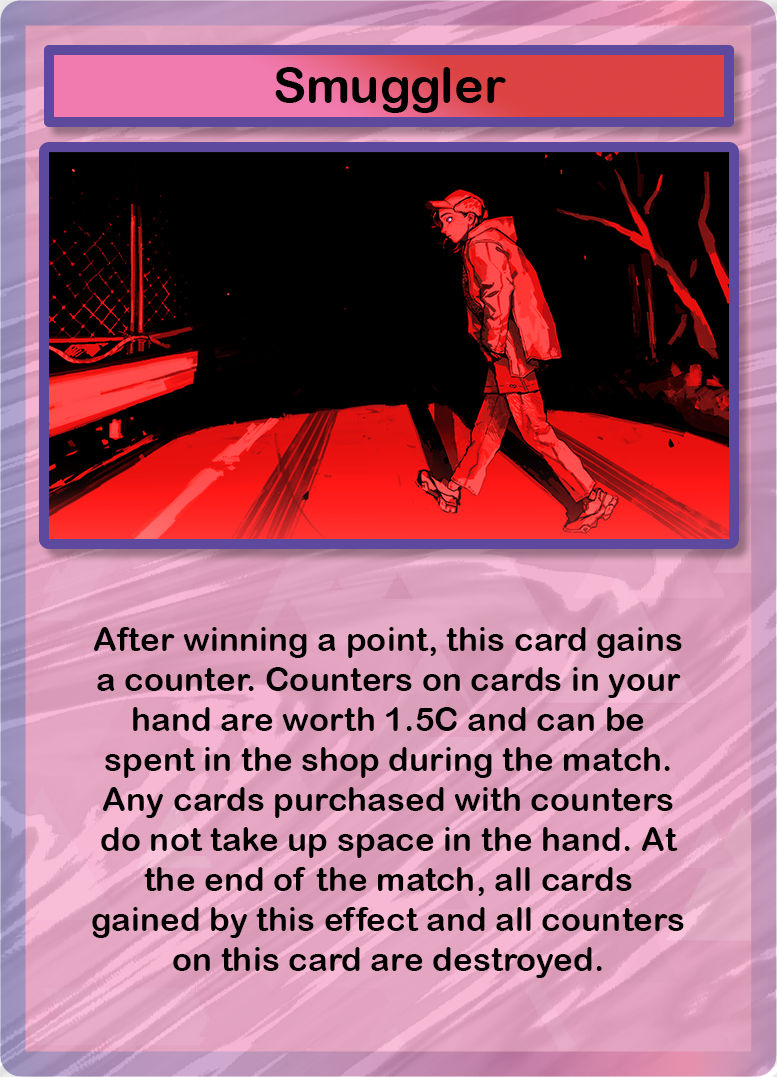 Smuggler
After winning a point, this card gains
a counter. Counters on cards in your
hand are worth 1.5C and can be
spent in the shop during the match.
Any cards purchased with counters
do not take up space in the hand. At
the end of the match, all cards
gained by this effect and all counters
on this card are destroyed.